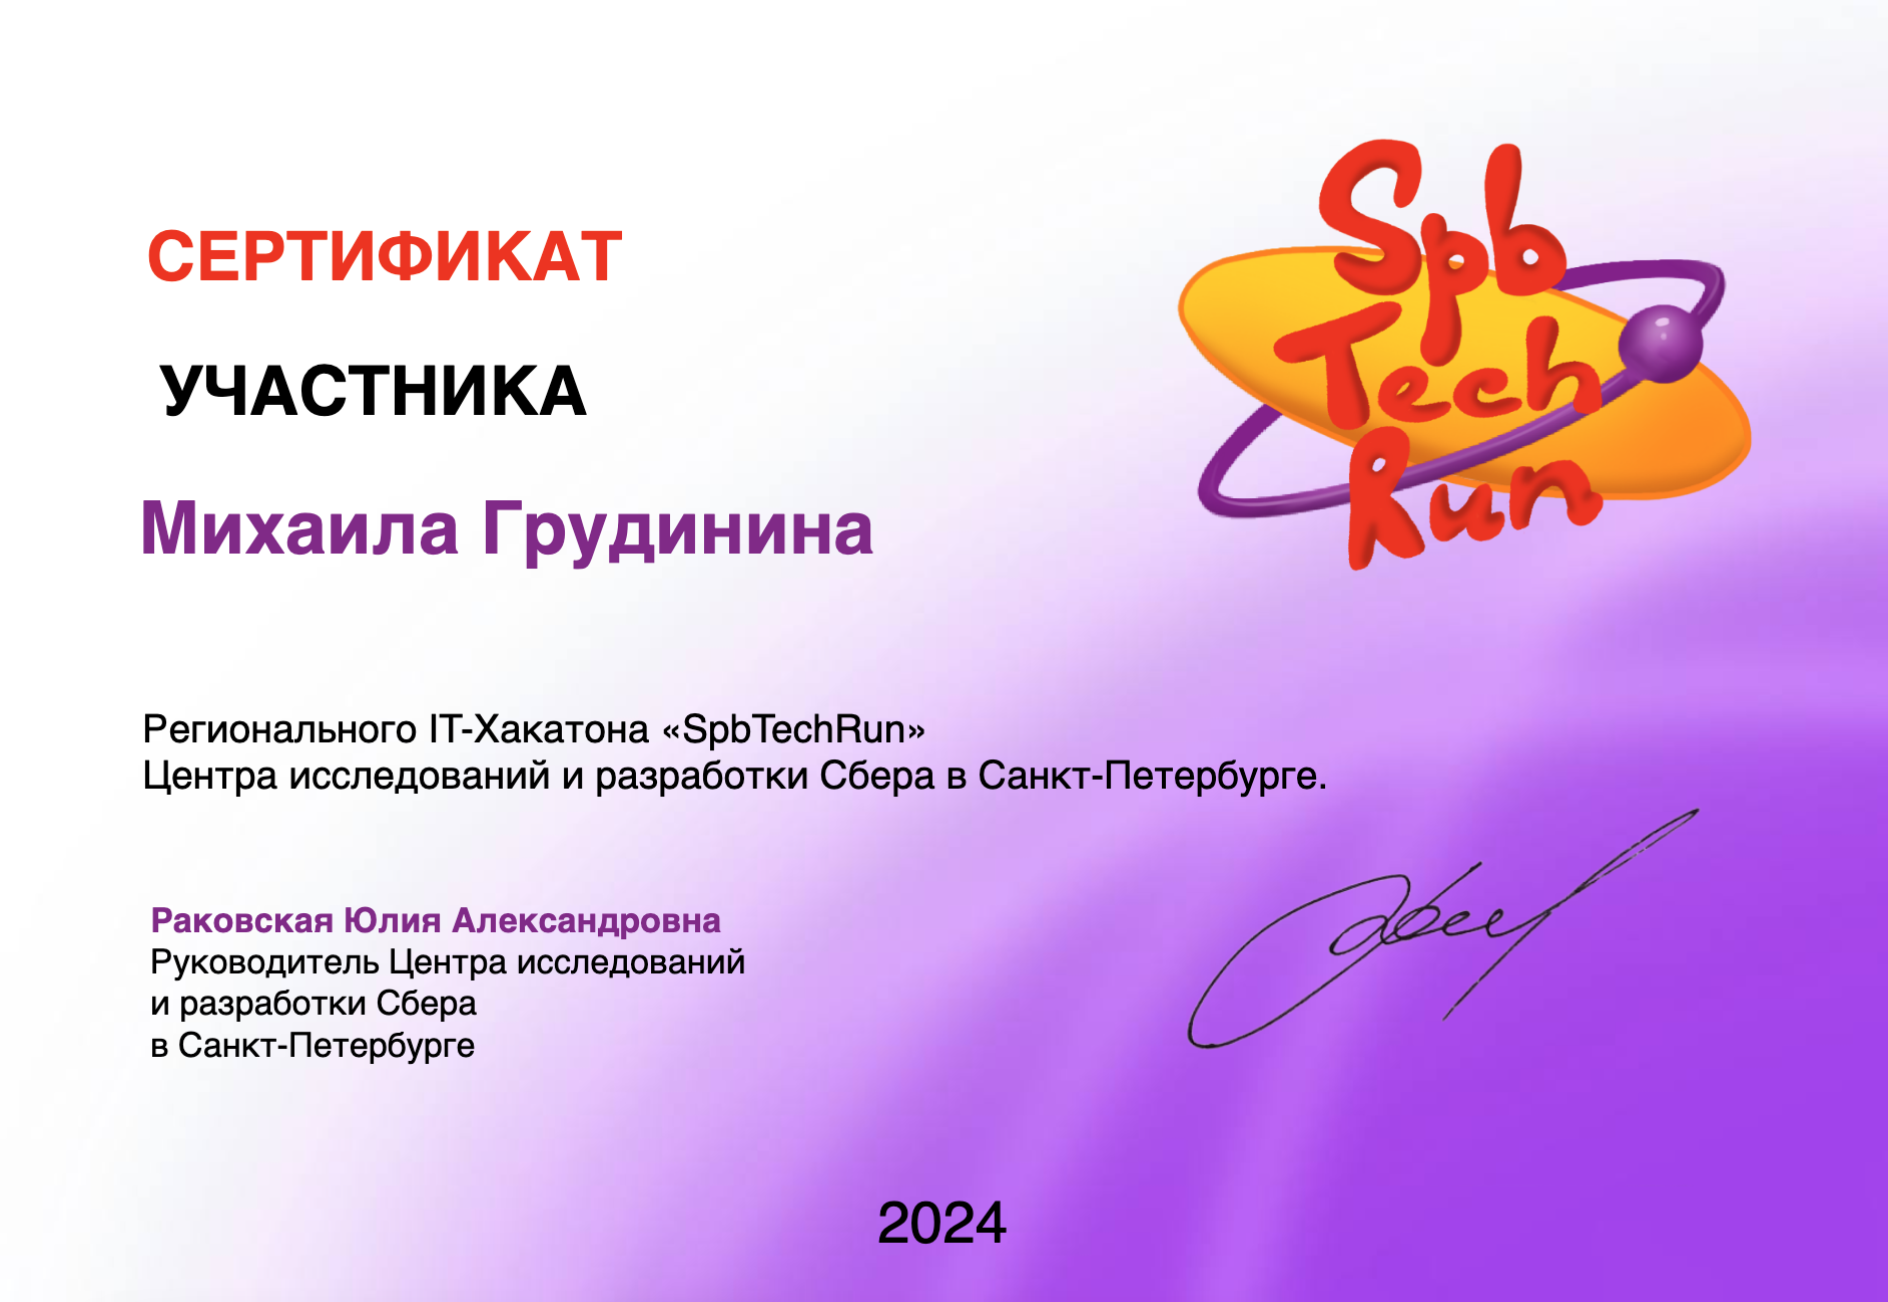 СЕРТИФИКАТ
УЧАСТНИКА
Михаила Грудинина
Spb
Tech
Run
Регионального IT-Хакатона «SpbTechRun»
Центра исследований и разработки Сбера в Санкт-Петербурге.
Раковская Юлия Александровна
Руководитель Центра исследований
и разработки Сбера
в Санкт-Петербурге
2024